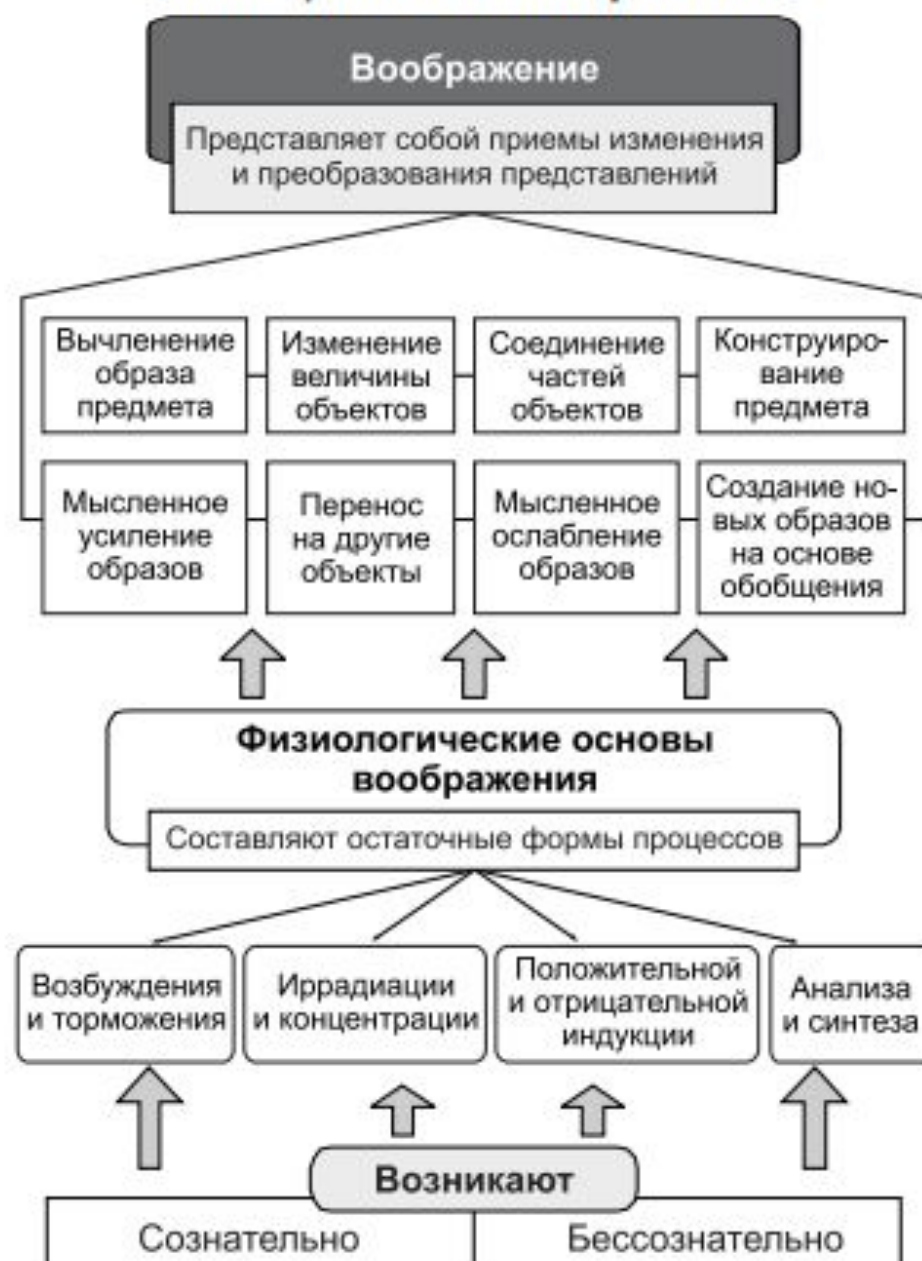 Воображение
Представляет собой приемы изменения
и преобразования представлений
Вычленение
образа
предмета
Изменение
величины
объектов
Соединение
частей
объектов
Конструиро-
вание
предмета
Мысленное
усиление
образов
Перенос
на другие
объекты
Мысленное
ослабление
образов
Создание но-
вых образов
на основе
обобщения
Физиологические основы
воображения
Составляют остаточные формы процессов
Возбуждения
и торможения
Иррадиации
и концентрации
Положительной
и отрицательной
индукции
Анализа
и синтеза
Возникают
Сознательно
Бессознательно